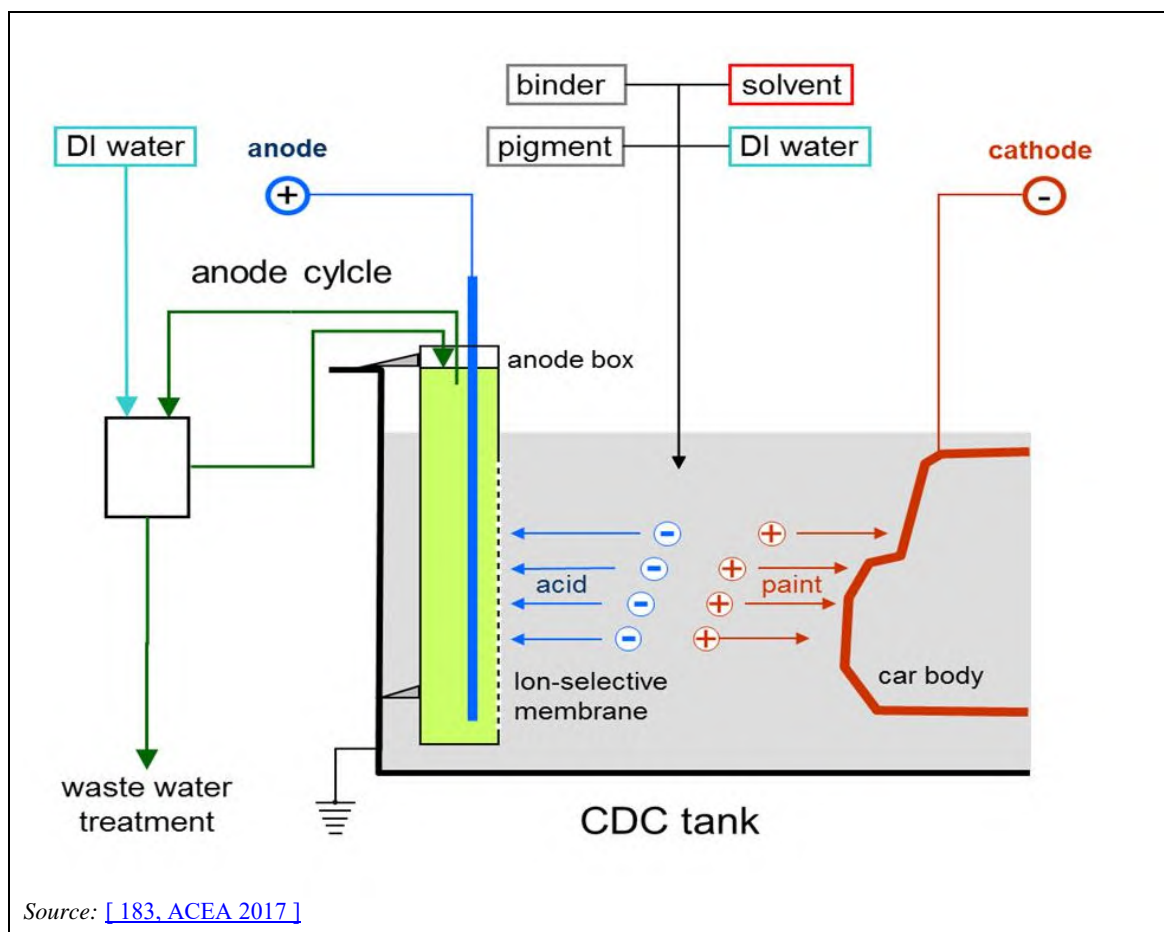 binder
solvent
DI water
anode
pigment
DI water
cathode
+
-
anode cylcle
anode box
- +
- +
acid
paint
- +
- +
Ion-selective
membrane
car body
waste water
treatment
CDC tank
Source: [ 183, ACEA 2017 ]